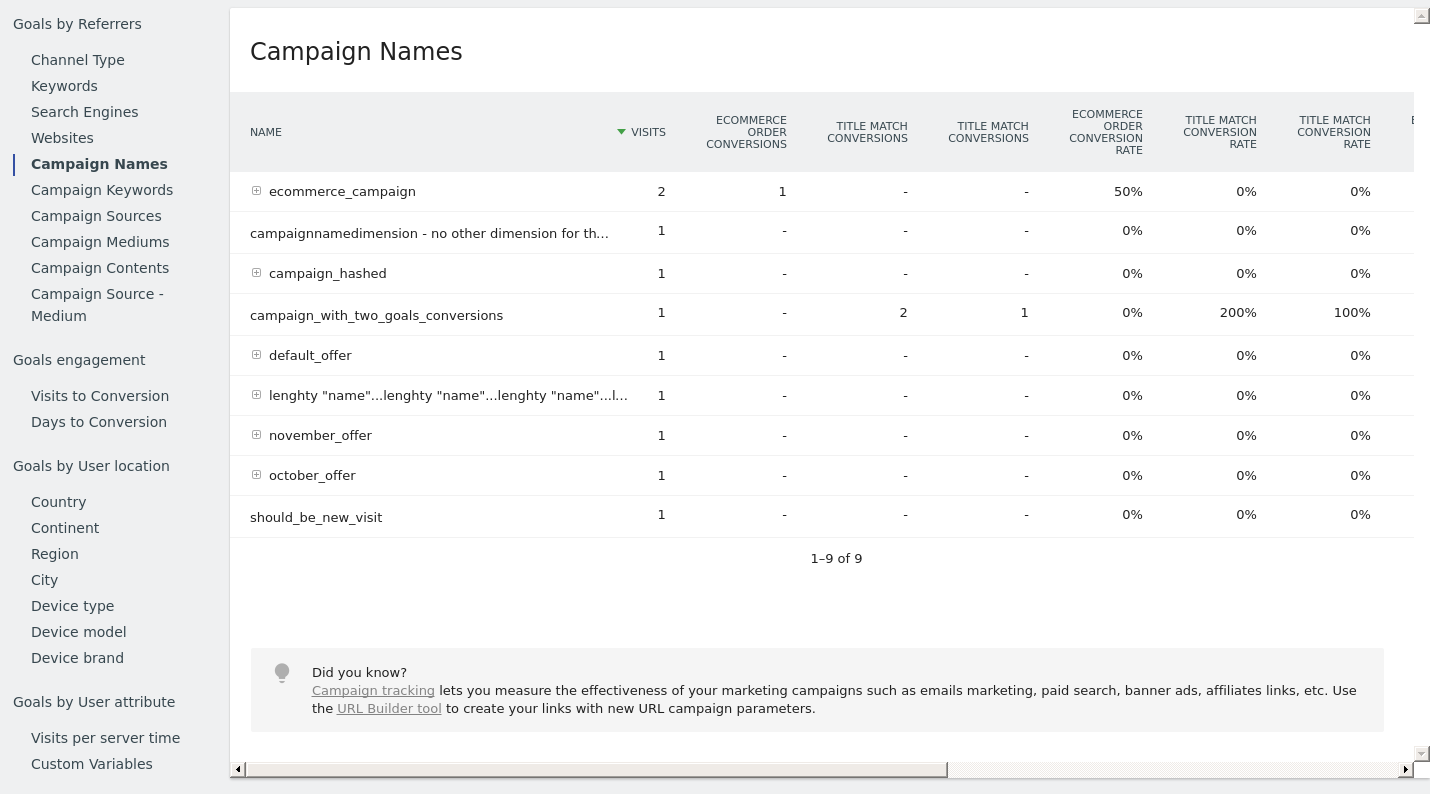 Goals by Referrers
Channel Type
Keywords
Search Engines
Websites
Campaign Names
Campaign Keywords
Campaign Sources
Campaign Mediums
Campaign Contents
Campaign Source -
Medium
Goals engagement
Visits to Conversion
Days to Conversion
Goals by User location
Country
Continent
Region
City
Device type
Device model
Device brand
Goals by User attribute
Visits per server time
Custom Variables
Campaign Names
NAME VISITS ECOMMERCE ORDER CONVERSIONS TITLE MATCH CONVERSIONS TITLE MATCH CONVERSIONS ECOMMERCE ORDER CONVERSION RATE TITLE MATCH CONVERSION RATE TITLE MATCH CONVERSION RATE
ecommerce_campaign 2 1 - - 50% 0% 0%
campaignnamedimension - no other dimension for th... 1 - - - 0% 0% 0%
campaign_hashed 1 - - - 0% 0% 0%
campaign_with_two_goals_conversions 1 - 2 1 0% 200% 100%
default_offer 1 - - - 0% 0% 0%
lenghty "name"...lenghty "name"...lenghty "name"...l... 1 - - - 0% 0% 0%
november_offer 1 - - - 0% 0% 0%
october_offer 1 - - - 0% 0% 0%
should_be_new_visit 1 - - - 0% 0% 0%
1–9 of 9
Did you know?
Campaign tracking lets you measure the effectiveness of your marketing campaigns such as emails marketing, paid search, banner ads, affiliates links, etc. Use
the URL Builder tool to create your links with new URL campaign parameters.